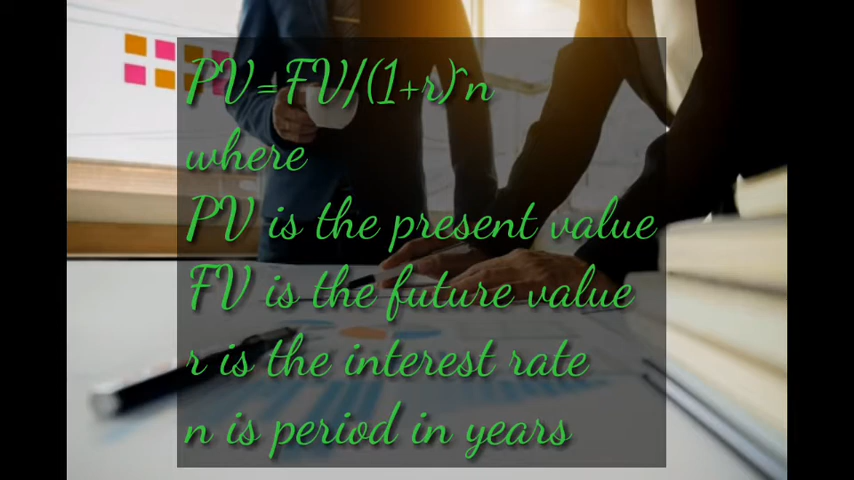 PV=FV/(1+r)^n
where
PV is the present value
FV is the future value
r is the interest rate
n is period in years